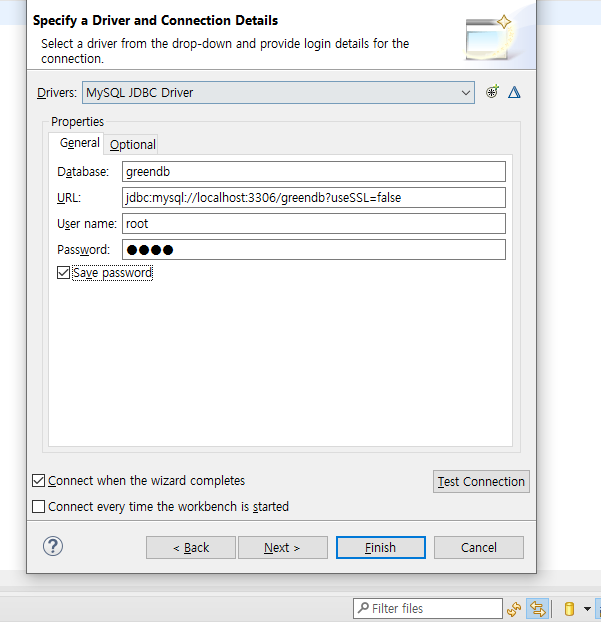 Specify a Driver and Connection Details
Select a driver from the drop-down and provide login details for the
connection.
Drivers: MySQL JDBC Driver
Properties
General Optional
Database: greendb
URL: jdbc:mysql://localhost:3306/greendb?useSSL=false
User name: root
Password: ●●●●
Save password
Connect when the wizard completes
Test Connection
Connect every time the workbench is started
? < Back Next > Finish Cancel
Filter files